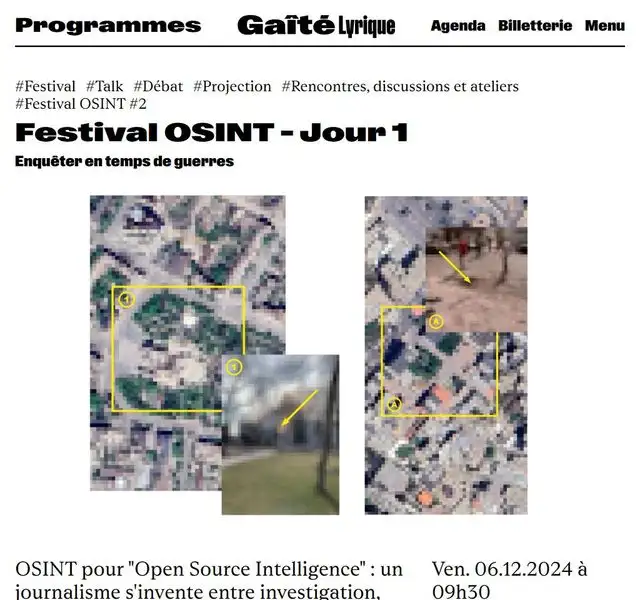 Programmes Gaîté Lyrique Agenda Billetterie Menu
#Festival #Talk #Débat #Projection #Rencontres, discussions et ateliers
#Festival OSINT #2
Festival OSINT - Jour 1
Enquêter en temps de guerres
1
1
A
A
OSINT pour "Open Source Intelligence" : un
journalisme s'invente entre investigation,
Ven. 06.12.2024 à
09h30